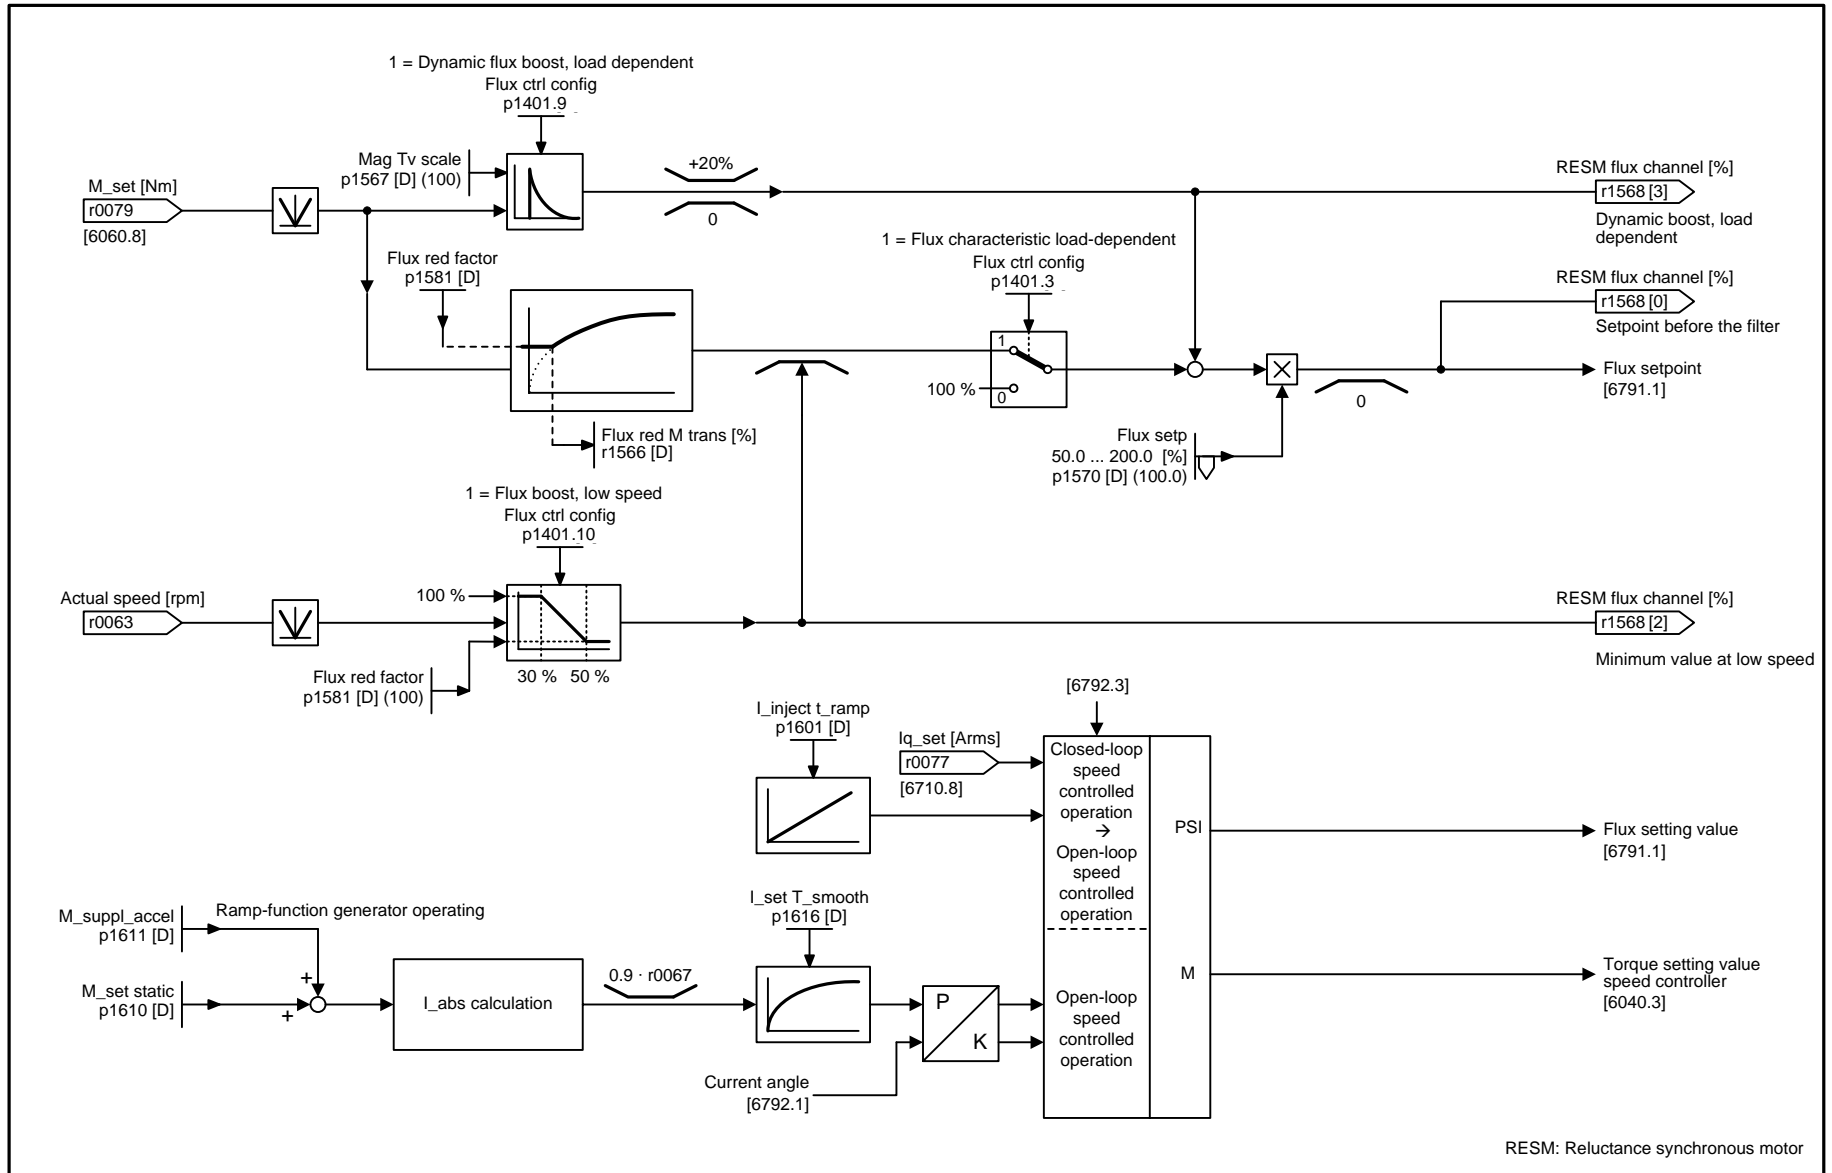 1 = Dynamic flux boost, load dependent
Flux ctrl config
p1401.9
Mag Tv scale
p1567 [D] (100)
+20%
0
M_set [Nm]
r0079
[6060.8]
RESM flux channel [%]
r1568 [3]
Dynamic boost, load
dependent
Flux red factor
p1581 [D]
1 = Flux characteristic load-dependent
Flux ctrl config
p1401.3
1
100 %
0
RESM flux channel [%]
r1568 [0]
Setpoint before the filter
Flux setpoint
[6791.1]
0
Flux red M trans [%]
r1566 [D]
Flux setp
50.0 ... 200.0 [%]
p1570 [D] (100.0)
1 = Flux boost, low speed
Flux ctrl config
p1401.10
Actual speed [rpm]
r0063
100 %
30 % 50 %
Flux red factor
p1581 [D] (100)
RESM flux channel [%]
r1568 [2]
Minimum value at low speed
I_inject t_ramp
p1601 [D]
Iq_set [Arms]
r0077
[6710.8]
[6792.3]
Closed-loop
speed
controlled
operation
→
Open-loop
speed
controlled
operation
PSI
Flux setting value
[6791.1]
M_suppl_accel
p1611 [D]
Ramp-function generator operating
+
M_set static
p1610 [D]
+
I_abs calculation
0.9 · r0067
I_set T_smooth
p1616 [D]
P
K
Current angle
[6792.1]
Open-loop
speed
controlled
operation
M
Torque setting value
speed controller
[6040.3]
RESM: Reluctance synchronous motor